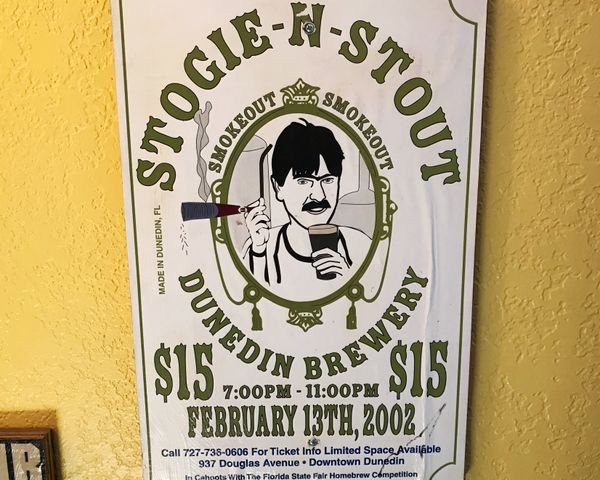 STOGIE-N-STOUT
SMOKEOUT SMOKEOUT
MADE IN DUNEDIN, FL
DUNEDIN BREWERY
$15 $15
7:00PM - 11:00PM
FEBRUARY 13TH, 2002
Call 727-736-0606 For Ticket Info Limited Space Available
937 Douglas Avenue • Downtown Dunedin
In Cahoots With The Florida State Fair Homebrew Competition